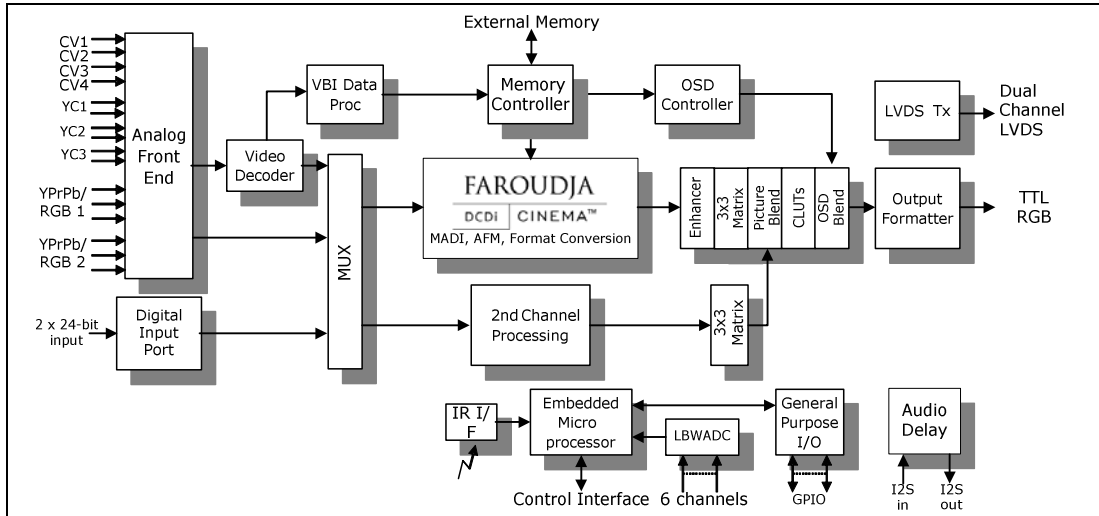 External Memory
CV1
CV2
CV3
CV4
YC1
YC2
YC3
YPrPb/
RGB 1
YPrPb/
RGB 2
Analog
Front
End
Video
Decoder
VBI Data
Proc
Memory
Controller
OSD
Controller
LVDS Tx
Dual
Channel
LVDS
MUX
FAROUDJA
DCDi CINEMA™
MADI, AFM, Format Conversion
Enhancer
3x3
Matrix
Picture
Blend
CLUTs
OSD
Blend
Output
Formatter
TTL
RGB
2 x 24-bit
input
Digital
Input
Port
2nd Channel
Processing
3x3
Matrix
IR I/
F
Embedded
Micro
processor
LBWADC
General
Purpose
I/O
Audio
Delay
Control Interface
6 channels
GPIO
I2S
in
I2S
out